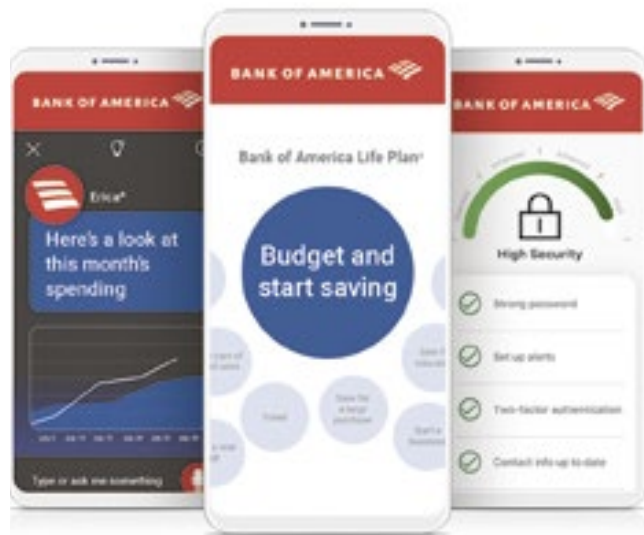 BANK OF AMERICA
Erica®
Here's a look at
this month's
spending
Type or ask me something
BANK OF AMERICA
Bank of America Life Plan®
Budget and
start saving
Travel
Save for
a large
purchase
BANK OF AMERICA
High Security
Strong password
Set up alerts
Two-factor authentication
Contact info up to date